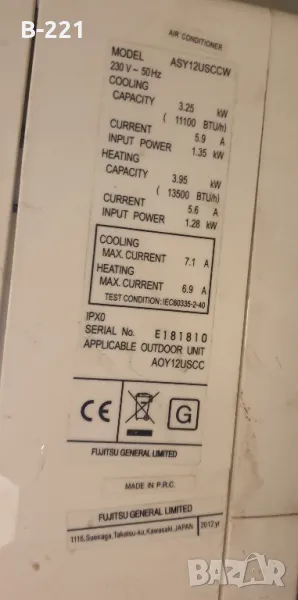 B-221
AIR CONDITIONER
MODEL ASY12USCCW
230 V ~ 50Hz
COOLING
CAPACITY 3.25 kW
( 11100 BTU/h)
CURRENT 5.9 A
INPUT POWER 1.35 kW
HEATING
CAPACITY 3.95 kW
( 13500 BTU/h)
CURRENT 5.6 A
INPUT POWER 1.28 kW
COOLING
MAX. CURRENT 7.1 A
HEATING
MAX. CURRENT 6.9 A
TEST CONDITION:IEC60335-2-40
IPX0
SERIAL No. E181810
APPLICABLE OUTDOOR UNIT
AOY12USCC
CE G
FUJITSU GENERAL LIMITED
MADE IN P.R.C.
FUJITSU GENERAL LIMITED
1116, Suenaga, Takatsu-ku, Kawasaki, JAPAN 2012 yr
bazar